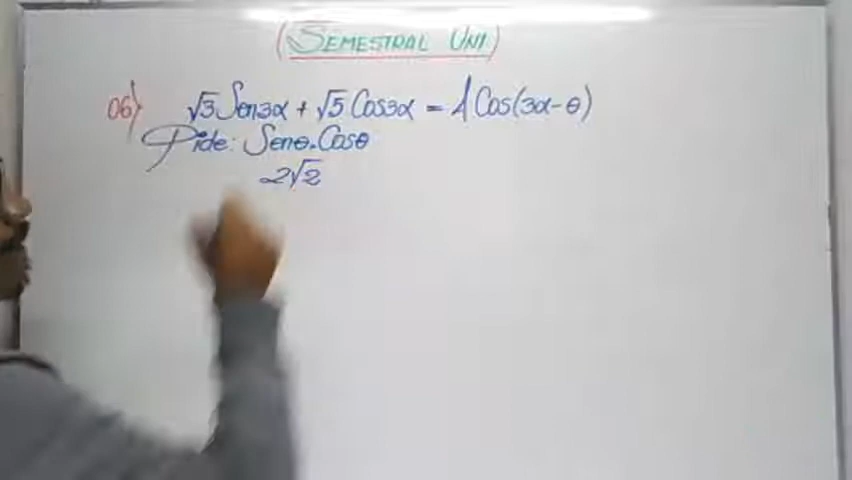 (SEMESTRAL UNI)
06) √3 Sen3α + √5 Cos3α = A Cos(3α-θ)
Pide: Senθ.Cosθ
2√2